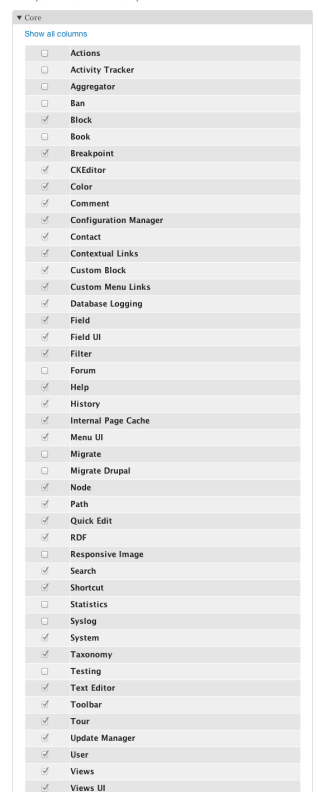 Core
Show all columns
Actions
Activity Tracker
Aggregator
Ban
Block
Book
Breakpoint
CKEditor
Color
Comment
Configuration Manager
Contact
Contextual Links
Custom Block
Custom Menu Links
Database Logging
Field
Field UI
Filter
Forum
Help
History
Internal Page Cache
Menu UI
Migrate
Migrate Drupal
Node
Path
Quick Edit
RDF
Responsive Image
Search
Shortcut
Statistics
Syslog
System
Taxonomy
Testing
Text Editor
Toolbar
Tour
Update Manager
User
Views
Views UI